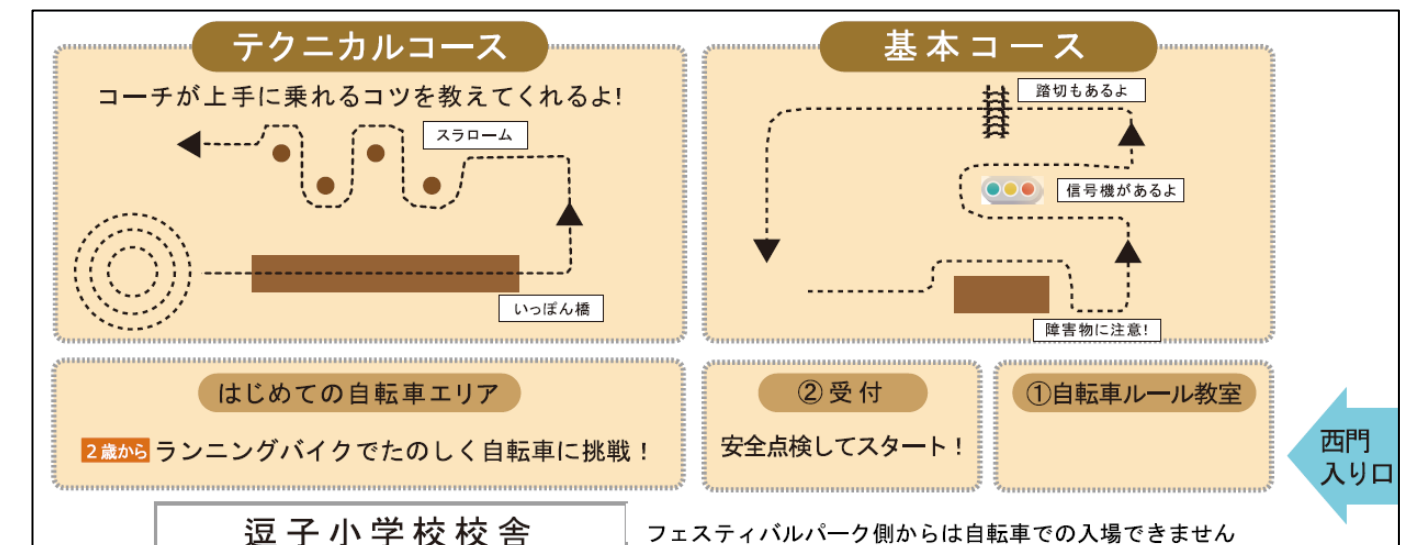 テクニカルコース
コーチが上手に乗れるコツを教えてくれるよ!
スラローム
いっぽん橋
基本コース
踏切もあるよ
信号機があるよ
障害物に注意!
はじめての自転車エリア
2歳から ランニングバイクでたのしく自転車に挑戦!
②受付
安全点検してスタート!
①自転車ルール教室
西門
入り口
逗子小学校校舎
フェスティバルパーク側からは自転車での入場できません